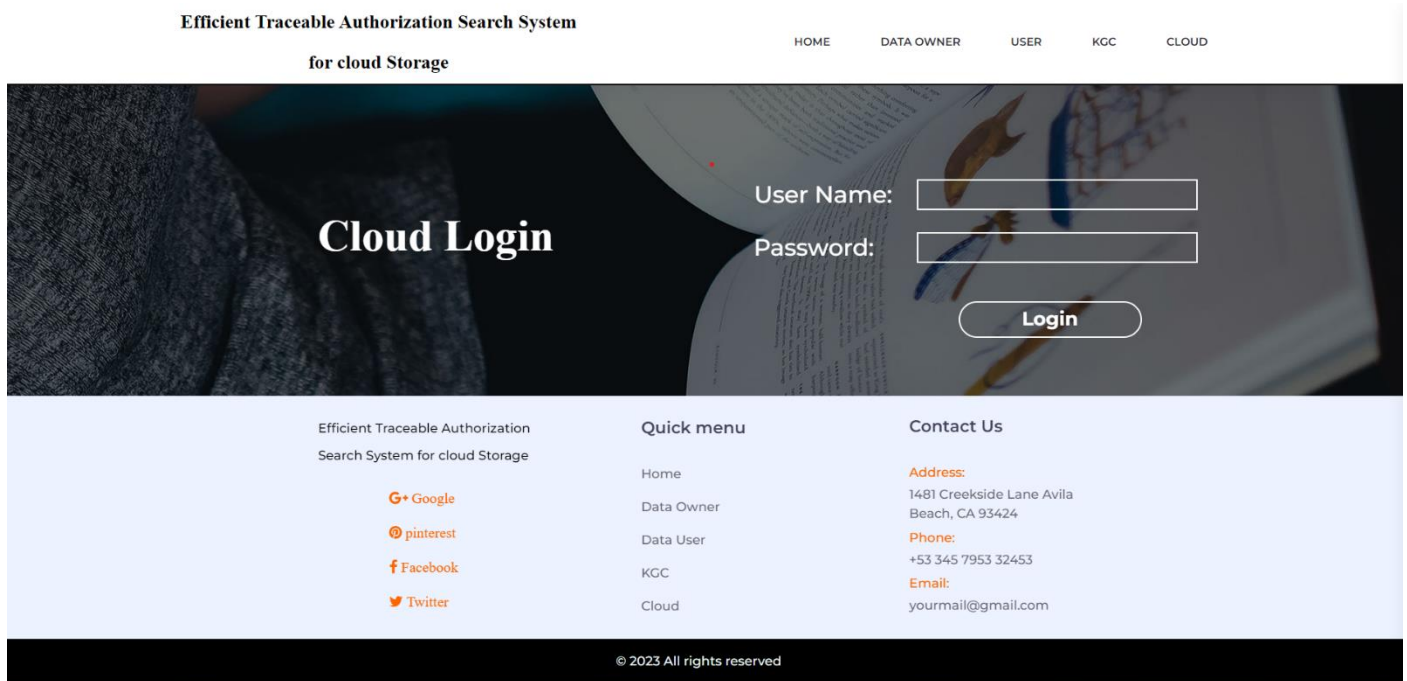 Efficient Traceable Authorization Search System
for cloud Storage
HOME DATA OWNER USER KGC CLOUD
Cloud Login
User Name:
Password:
Login
Efficient Traceable Authorization
Search System for cloud Storage
G+ Google
pinterest
Facebook
Twitter
Quick menu
Home
Data Owner
Data User
KGC
Cloud
Contact Us
Address:
1481 Creekside Lane Avila
Beach, CA 93424
Phone:
+53 345 7953 32453
Email:
yourmail@gmail.com
© 2023 All rights reserved